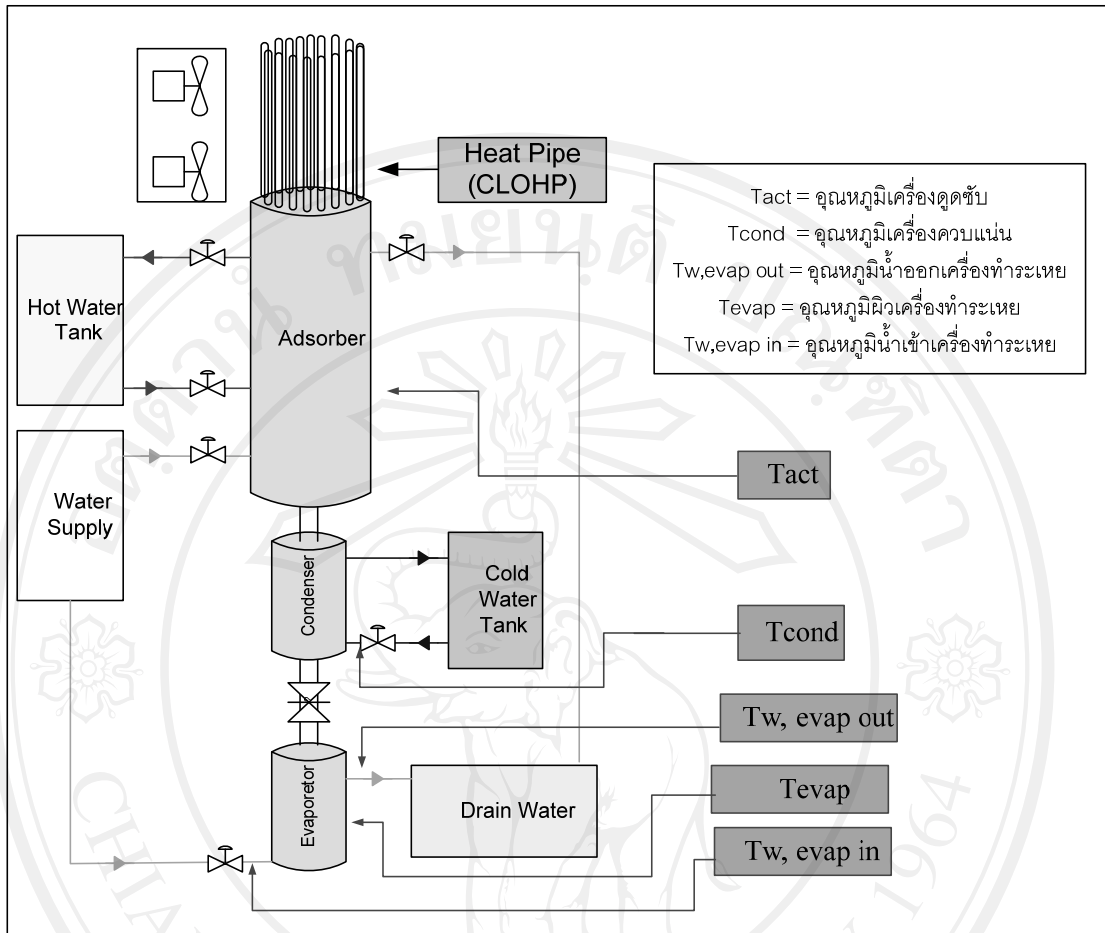 Heat Pipe
(CLOHP)
Tact = อุณหภูมิเครื่องดูดซับ
Tcond = อุณหภูมิเครื่องควบแน่น
Tw,evap out = อุณหภูมิน้ำออกเครื่องทำระเหย
Tevap = อุณหภูมิผิวเครื่องทำระเหย
Tw,evap in = อุณหภูมิน้ำเข้าเครื่องทำระเหย
Hot Water
Tank
Adsorber
Water
Supply
Tact
Condenser
Cold
Water
Tank
Tcond
Tw, evap out
Evaporetor
Drain Water
Tevap
Tw, evap in
1964